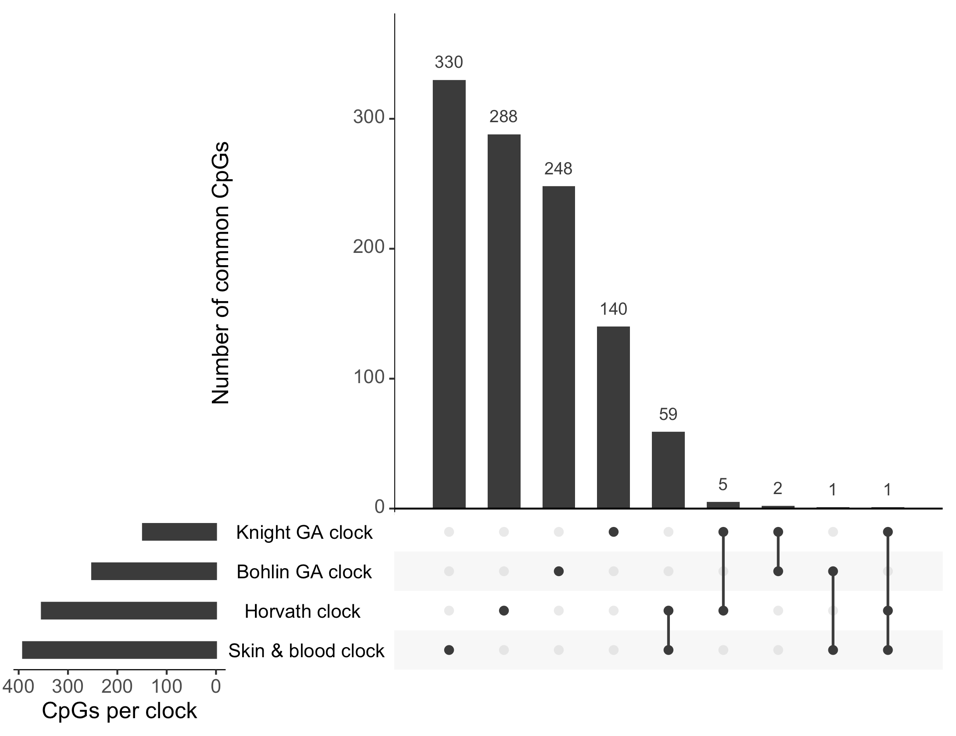 330
300
288
248
Number of common CpGs
200
140
100
59
5
2
1
1
0
Knight GA clock
Bohlin GA clock
Horvath clock
Skin & blood clock
400 300 200 100 0
CpGs per clock